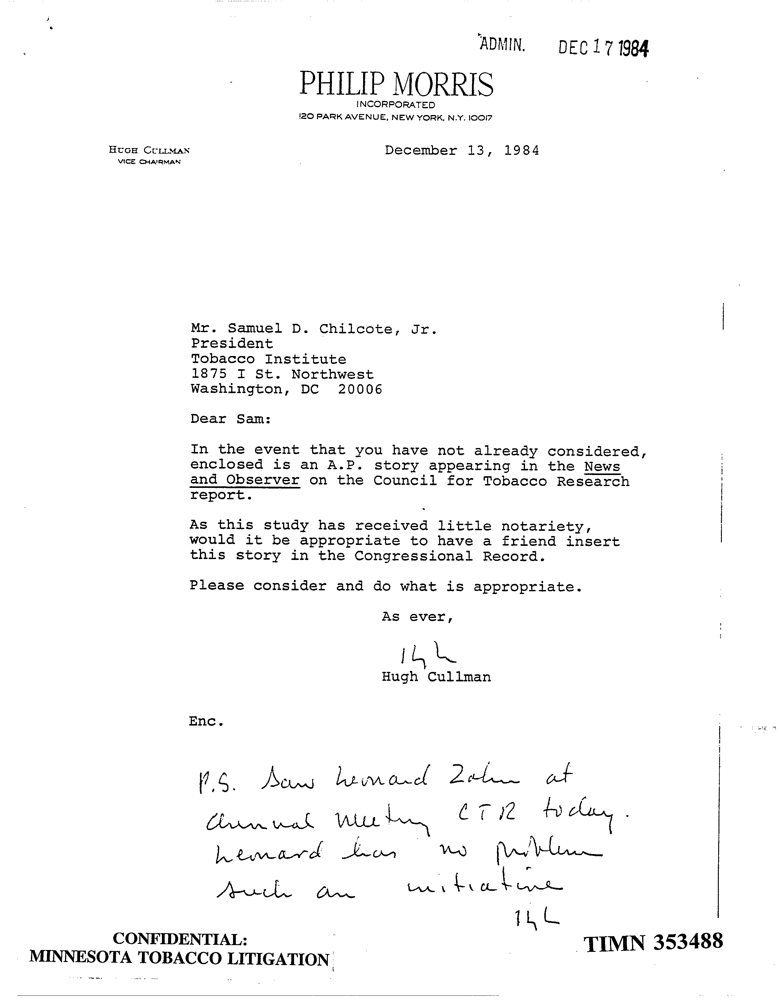 ADMIN. DEC 17 1984
PHILIP MORRIS
INCORPORATED
120 PARK AVENUE, NEW YORK, N.Y. 10017
HUGH CULLMAN
VICE CHAIRMAN
December 13, 1984
Mr. Samuel D. Chilcote, Jr.
President
Tobacco Institute
1875 I St. Northwest
Washington, DC 20006
Dear Sam:
In the event that you have not already considered,
enclosed is an A.P. story appearing in the News
and Observer on the Council for Tobacco Research
report.
As this study has received little notariety,
would it be appropriate to have a friend insert
this story in the Congressional Record.
Please consider and do what is appropriate.
As ever,
Hugh Cullman
Enc.
P.S. Saw Leonard Zahn at
Annual Meeting CTR today.
Leonard has no problem
such an initiative
CONFIDENTIAL:
MINNESOTA TOBACCO LITIGATION
TIMN 353488